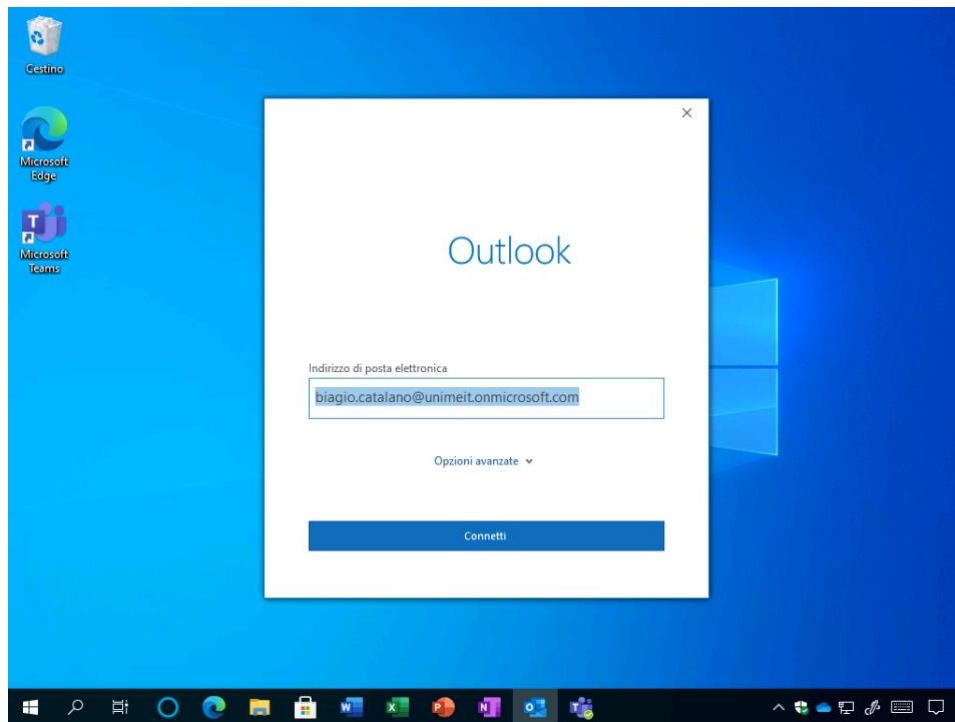 Cestino
Microsoft
Edge
Microsoft
Teams
Outlook
Indirizzo di posta elettronica
biagio.catalano@unimeit.onmicrosoft.com
Opzioni avanzate
Connetti